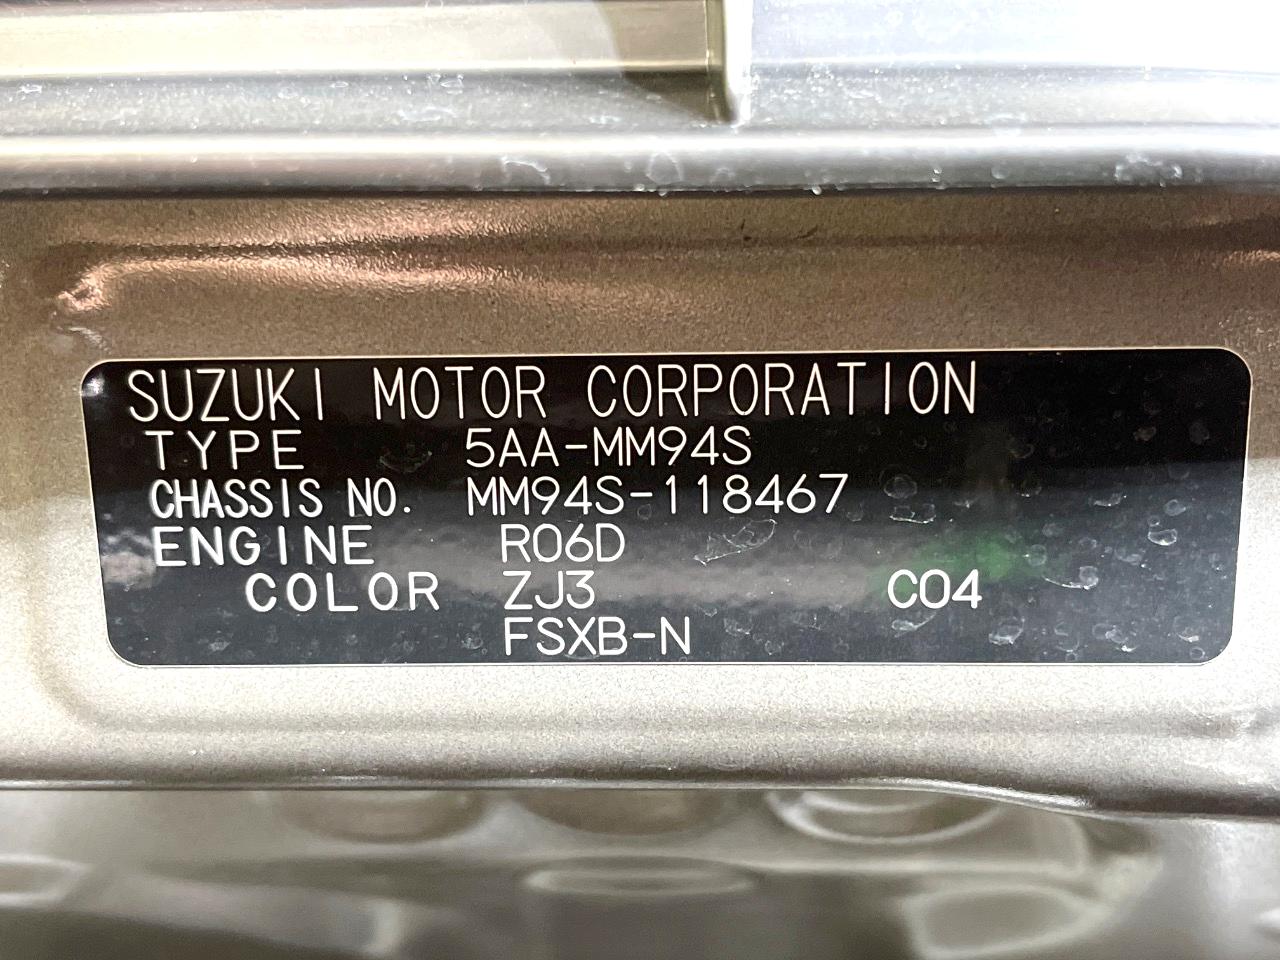 SUZUKI MOTOR CORPORATION
TYPE 5AA-MM94S
CHASSIS NO. MM94S-118467
ENGINE R06D
COLOR ZJ3 C04
FSXB-N